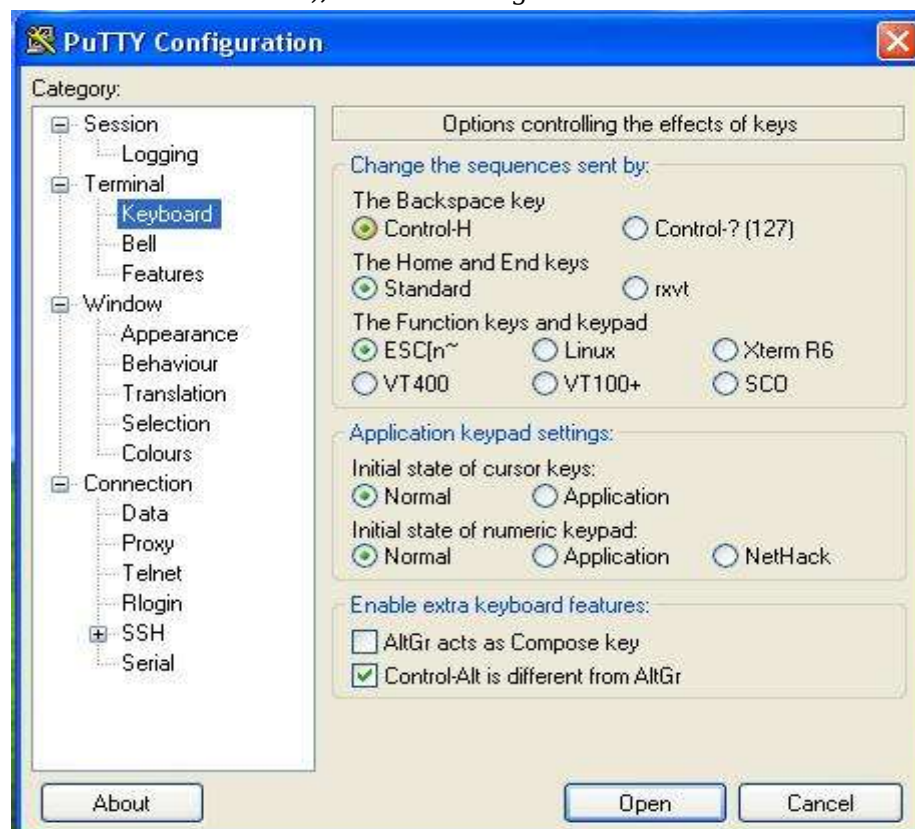 PuTTY Configuration
Category:
Session
Logging
Terminal
Keyboard
Bell
Features
Window
Appearance
Behaviour
Translation
Selection
Colours
Connection
Data
Proxy
Telnet
Rlogin
SSH
Serial
Options controlling the effects of keys
Change the sequences sent by:
The Backspace key
Control-H Control-? (127)
The Home and End keys
Standard rxvt
The Function keys and keypad
ESC[n~ Linux Xterm R6
VT400 VT100+ SCO
Application keypad settings:
Initial state of cursor keys:
Normal Application
Initial state of numeric keypad:
Normal Application NetHack
Enable extra keyboard features:
AltGr acts as Compose key
Control-Alt is different from AltGr
About Open Cancel